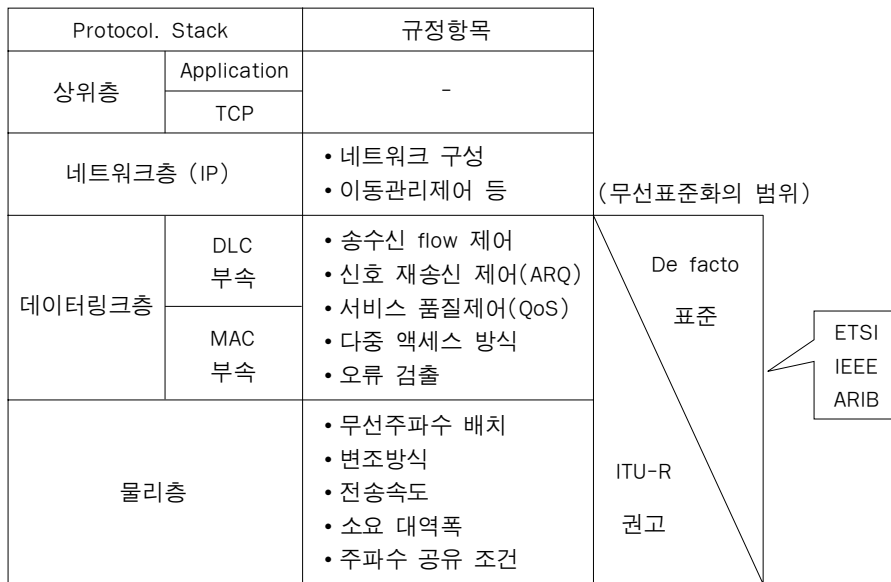 Protocol. Stack
규정항목
상위층
Application
TCP
-
네트워크층 (IP)
• 네트워크 구성
• 이동관리제어 등
(무선표준화의 범위)
데이터링크층
DLC
부속
MAC
부속
• 송수신 flow 제어
• 신호 재송신 제어(ARQ)
• 서비스 품질제어(QoS)
• 다중 액세스 방식
• 오류 검출
De facto
표준
ETSI
IEEE
ARIB
물리층
• 무선주파수 배치
• 변조방식
• 전송속도
• 소요 대역폭
• 주파수 공유 조건
ITU-R
권고